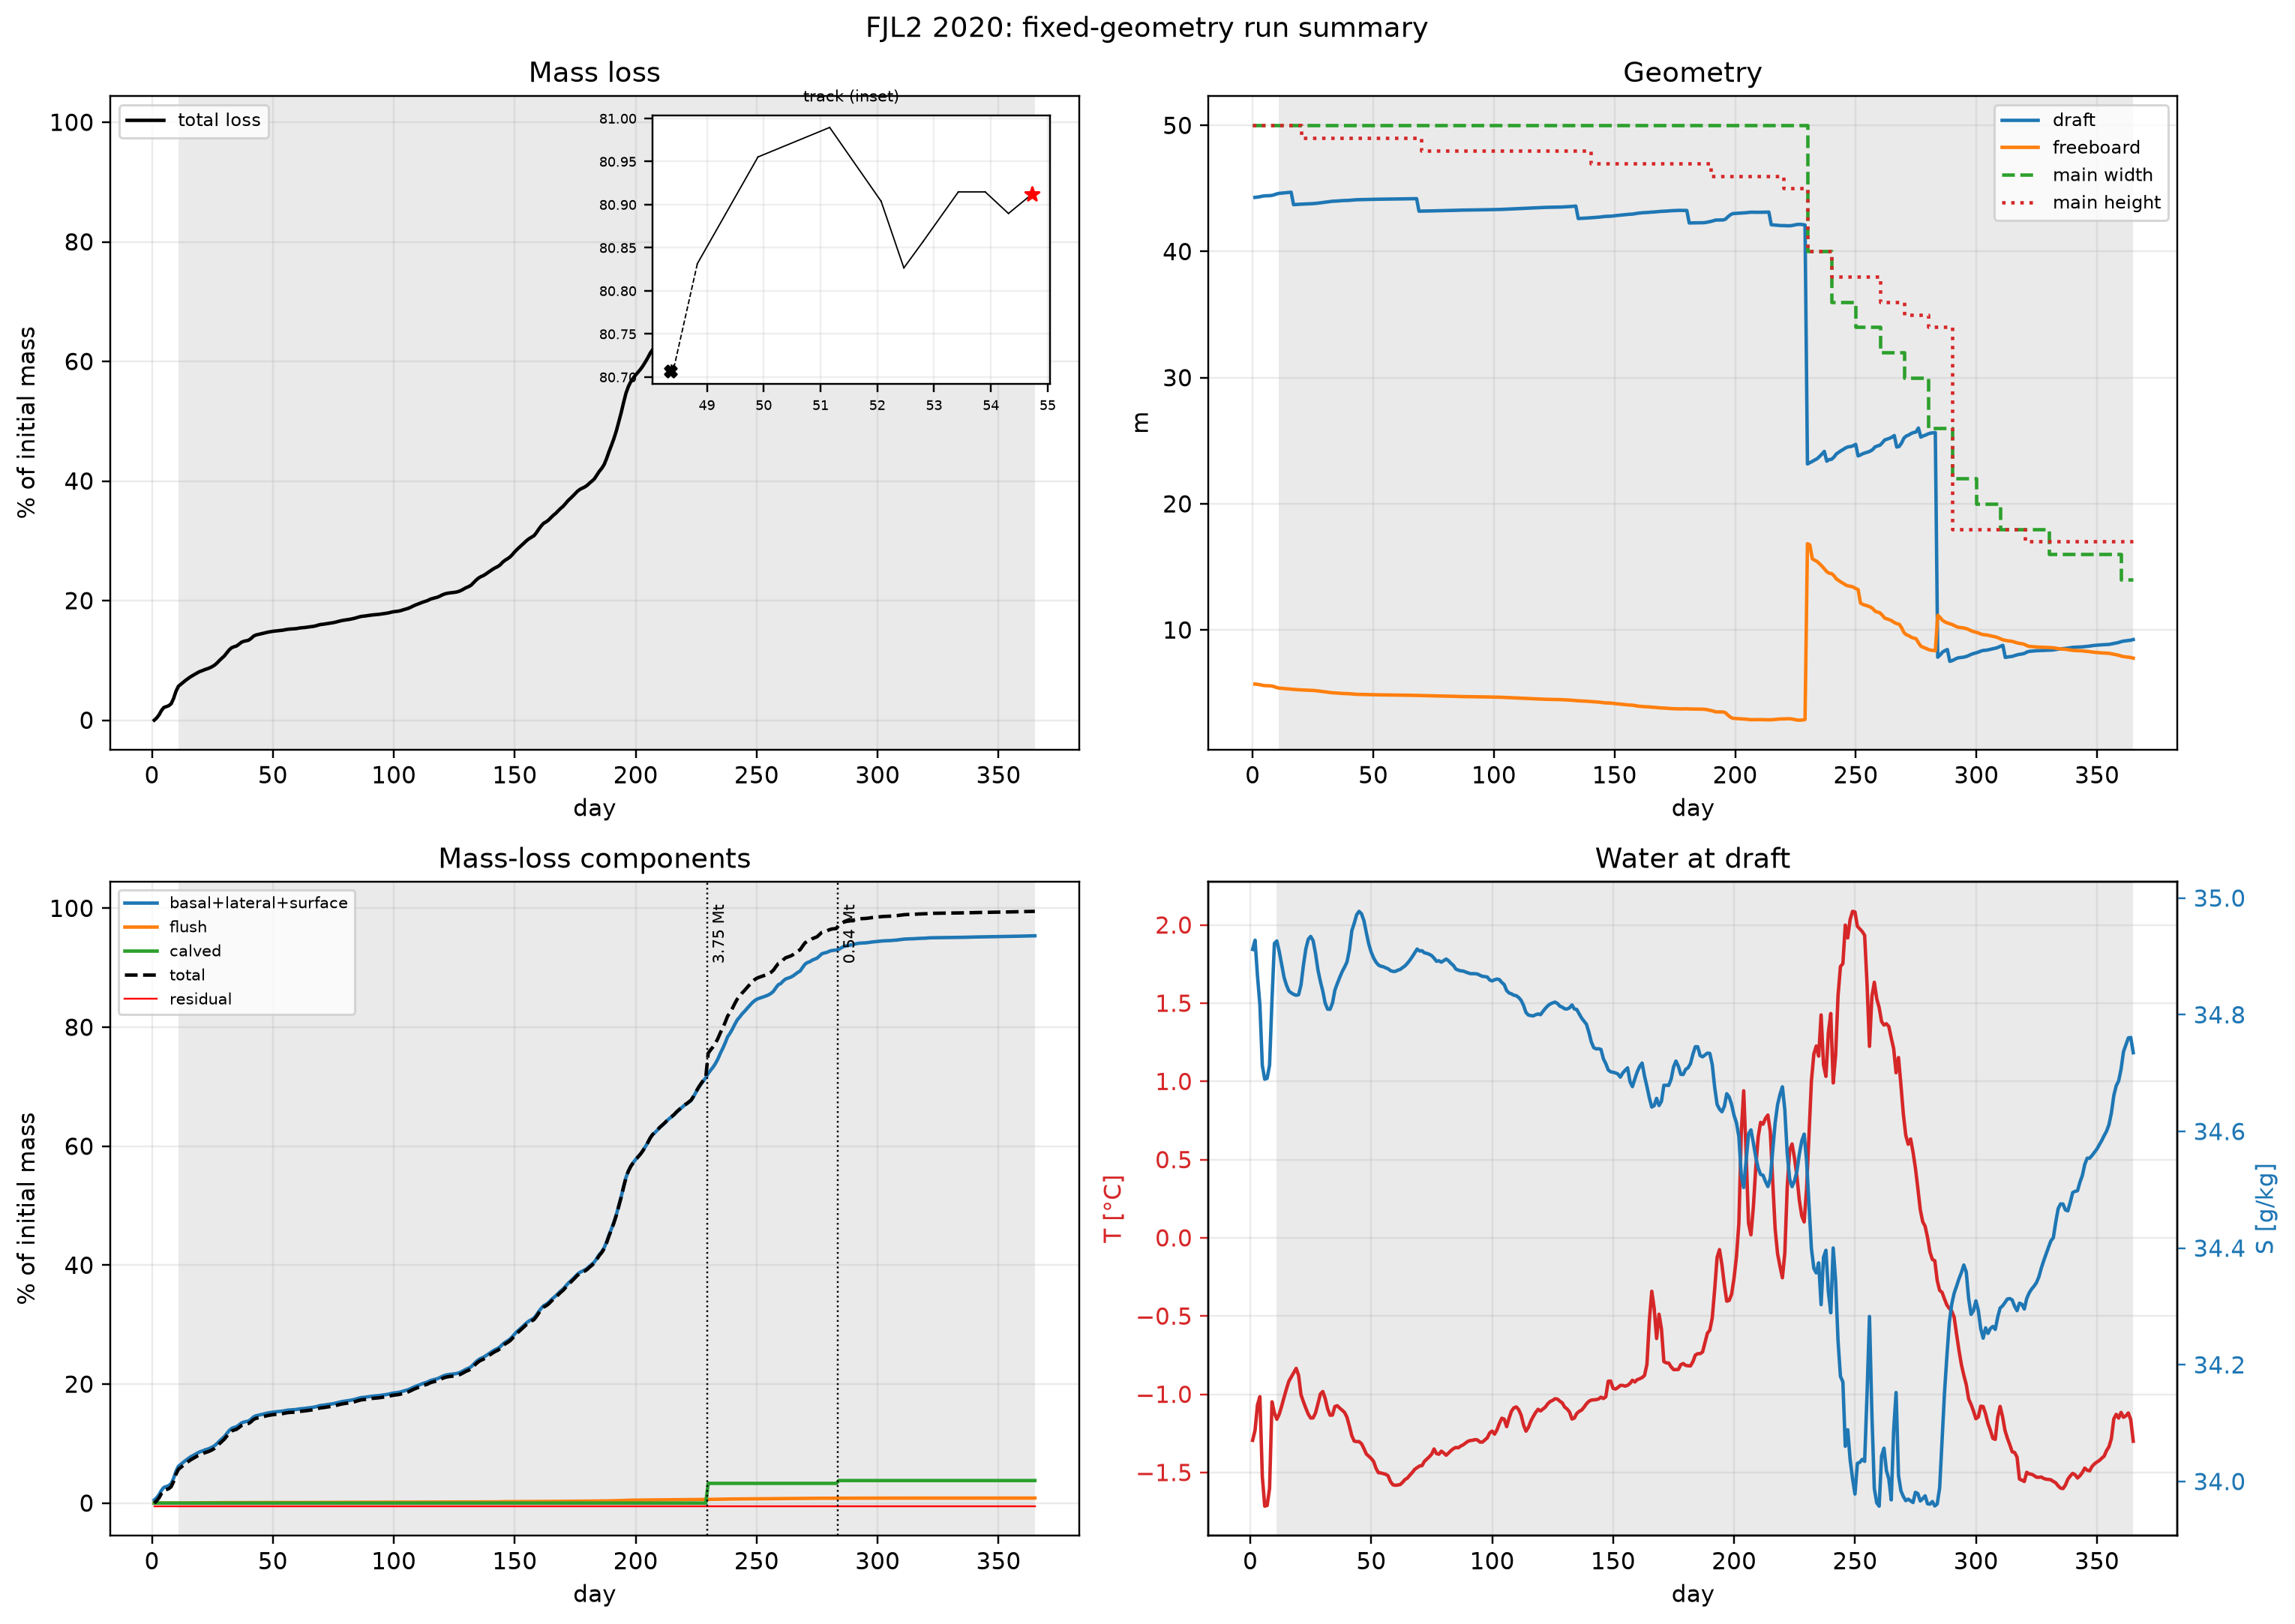 FJL2 2020: fixed-geometry run summary
Mass loss
% of initial mass
100
80
60
40
20
0
total loss
track (inset)
81.00
80.95
80.90
80.85
80.80
80.75
80.70
49 50 51 52 53 54 55
0 50 100 150 200 250 300 350
day
Geometry
m
50
40
30
20
10
draft
freeboard
main width
main height
0 50 100 150 200 250 300 350
day
Mass-loss components
% of initial mass
100
80
60
40
20
0
basal+lateral+surface
flush
calved
total
residual
3.75 Mt
0.54 Mt
0 50 100 150 200 250 300 350
day
Water at draft
T [°C]
2.0
1.5
1.0
0.5
0.0
−0.5
−1.0
−1.5
35.0
34.8
34.6
34.4
34.2
34.0
S [g/kg]
0 50 100 150 200 250 300 350
day